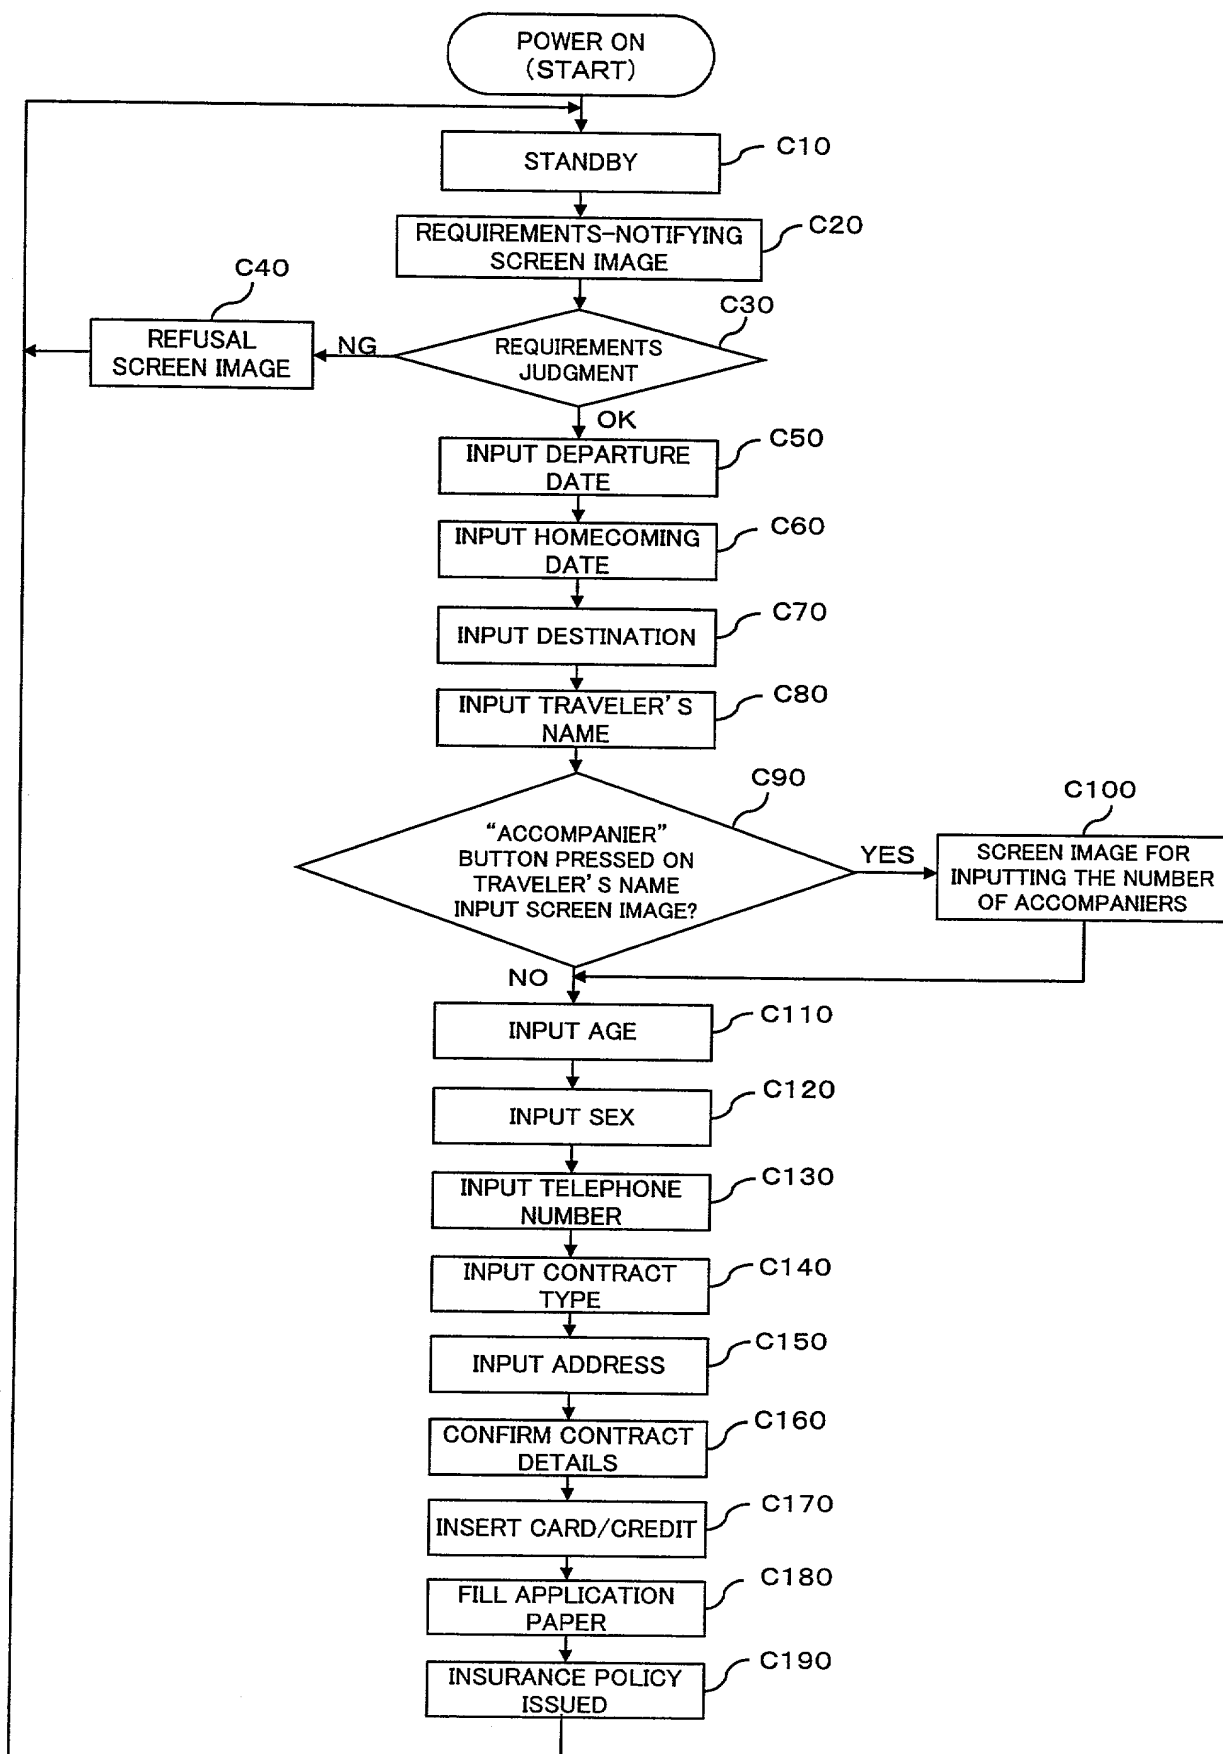 POWER ON
(START)
STANDBY
C10
REQUIREMENTS-NOTIFYING
SCREEN IMAGE
C20
C40
REFUSAL
SCREEN IMAGE
NG
C30
REQUIREMENTS
JUDGMENT
OK
INPUT DEPARTURE
DATE
C50
INPUT HOMECOMING
DATE
C60
INPUT DESTINATION
C70
INPUT TRAVELER'S
NAME
C80
C90
“ACCOMPANIER”
BUTTON PRESSED ON
TRAVELER'S NAME
INPUT SCREEN IMAGE?
YES
C100
SCREEN IMAGE FOR
INPUTTING THE NUMBER
OF ACCOMPANIERS
NO
INPUT AGE
C110
INPUT SEX
C120
INPUT TELEPHONE
NUMBER
C130
INPUT CONTRACT
TYPE
C140
INPUT ADDRESS
C150
CONFIRM CONTRACT
DETAILS
C160
INSERT CARD/CREDIT
C170
FILL APPLICATION
PAPER
C180
INSURANCE POLICY
ISSUED
C190